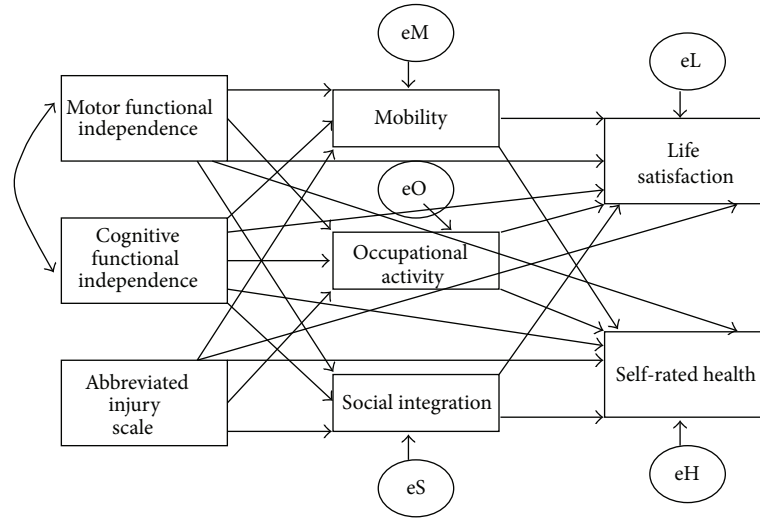 eM
eL
Motor functional
independence
Mobility
Life
satisfaction
eO
Cognitive
functional
independence
Occupational
activity
Abbreviated
injury
scale
Social integration
Self-rated health
eS
eH